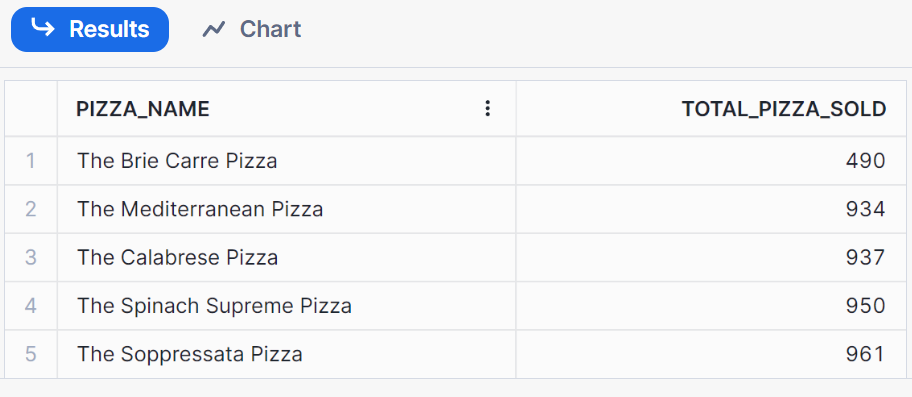 Results Chart
PIZZA_NAME TOTAL_PIZZA_SOLD
1 The Brie Carre Pizza 490
2 The Mediterranean Pizza 934
3 The Calabrese Pizza 937
4 The Spinach Supreme Pizza 950
5 The Soppressata Pizza 961